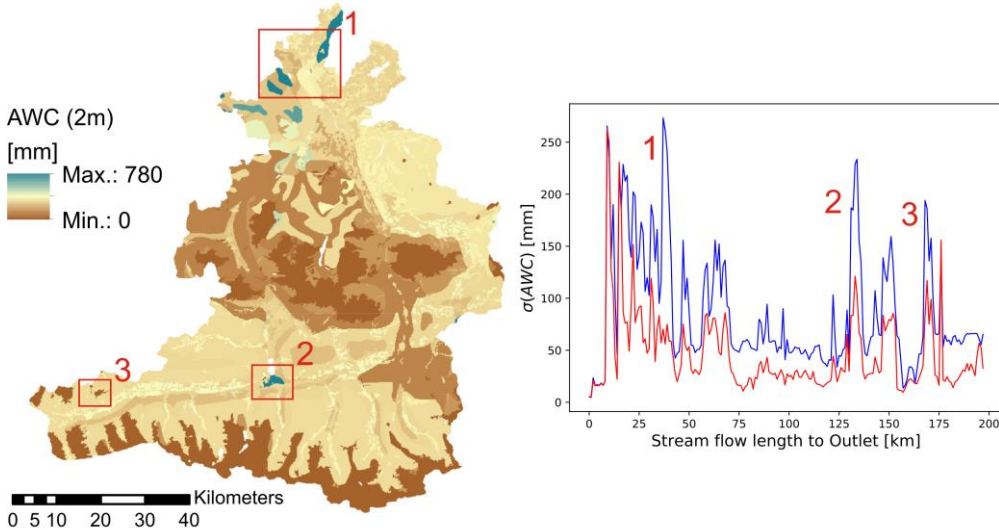 1
AWC (2m)
[mm]
Max.: 780
Min.: 0
3
2
Kilometers
0 5 10 20 30 40
σ(AWC) [mm]
250
200
150
100
50
0
1
2
3
0 25 50 75 100 125 150 175 200
Stream flow length to Outlet [km]